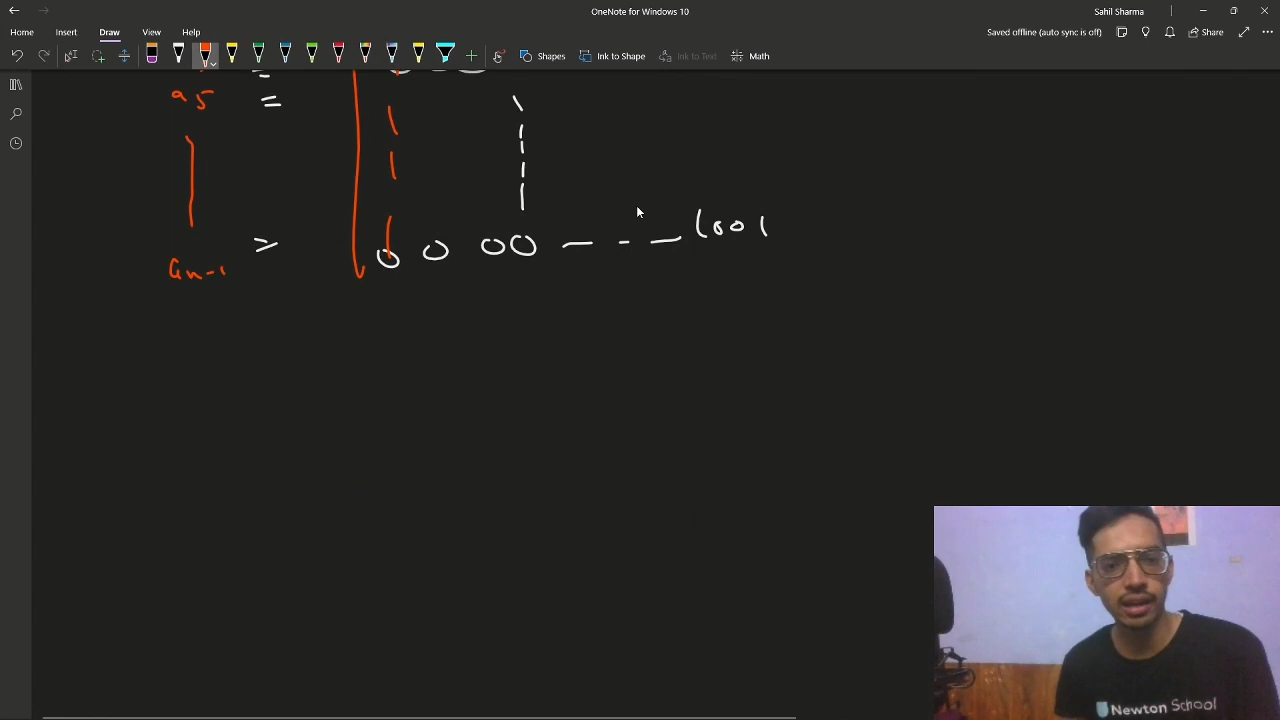 OneNote for Windows 10
Sahil Sharma
Home Insert Draw View Help
Saved offline (auto sync is off)
Share
Shapes
Ink to Shape
Ink to Text
Math
a5 =
an-1 = 0 0 00 - - - 1001
Newton School